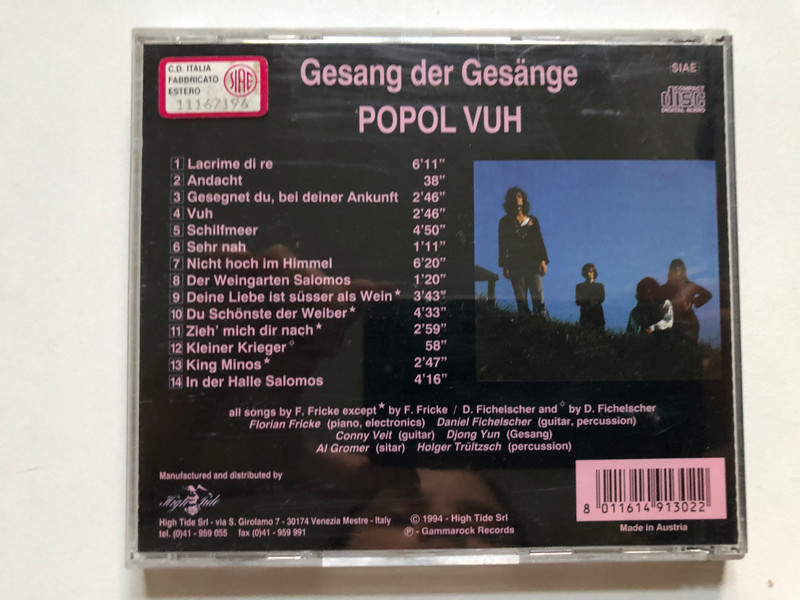 C.D. ITALIA
FABBRICATO
ESTERO
SIAE
11162196
Gesang der Gesänge
POPOL VUH
SIAE
COMPACT
disc
DIGITAL AUDIO
1 Lacrime di re 6'11"
2 Andacht 38"
3 Gesegnet du, bei deiner Ankunft 2'46"
4 Vuh 2'46"
5 Schilfmeer 4'50"
6 Sehr nah 1'11"
7 Nicht hoch im Himmel 6'20"
8 Der Weingarten Salomos 1'20"
9 Deine Liebe ist süsser als Wein* 3'43"
10 Du Schönste der Weiber* 4'33"
11 Zieh' mich dir nach* 2'59"
12 Kleiner Krieger◇ 58"
13 King Minos* 2'47"
14 In der Halle Salomos 4'16"
all songs by F. Fricke except * by F. Fricke / D. Fichelscher and ◇ by D. Fichelscher
Florian Fricke (piano, electronics) Daniel Fichelscher (guitar, percussion)
Conny Veit (guitar) Djong Yun (Gesang)
Al Gromer (sitar) Holger Trültzsch (percussion)
Manufactured and distributed by
High Tide
High Tide Srl - via S. Girolamo 7 - 30174 Venezia Mestre - Italy
tel. (0)41 - 959 055 fax (0)41 - 959 991
© 1994 - High Tide Srl
℗ - Gammarock Records
8 011614 913022
Made in Austria